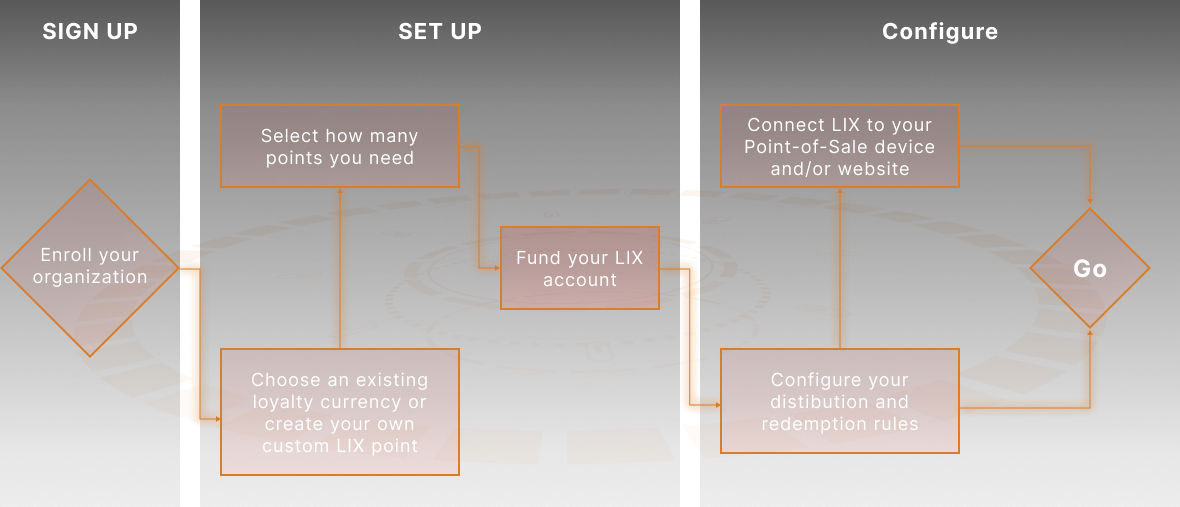 SIGN UP
SET UP
Configure
Enroll your
organization
Choose an existing
loyalty currency or
create your own
custom LIX point
Select how many
points you need
Fund your LIX
account
Configure your
distibution and
redemption rules
Connect LIX to your
Point-of-Sale device
and/or website
Go